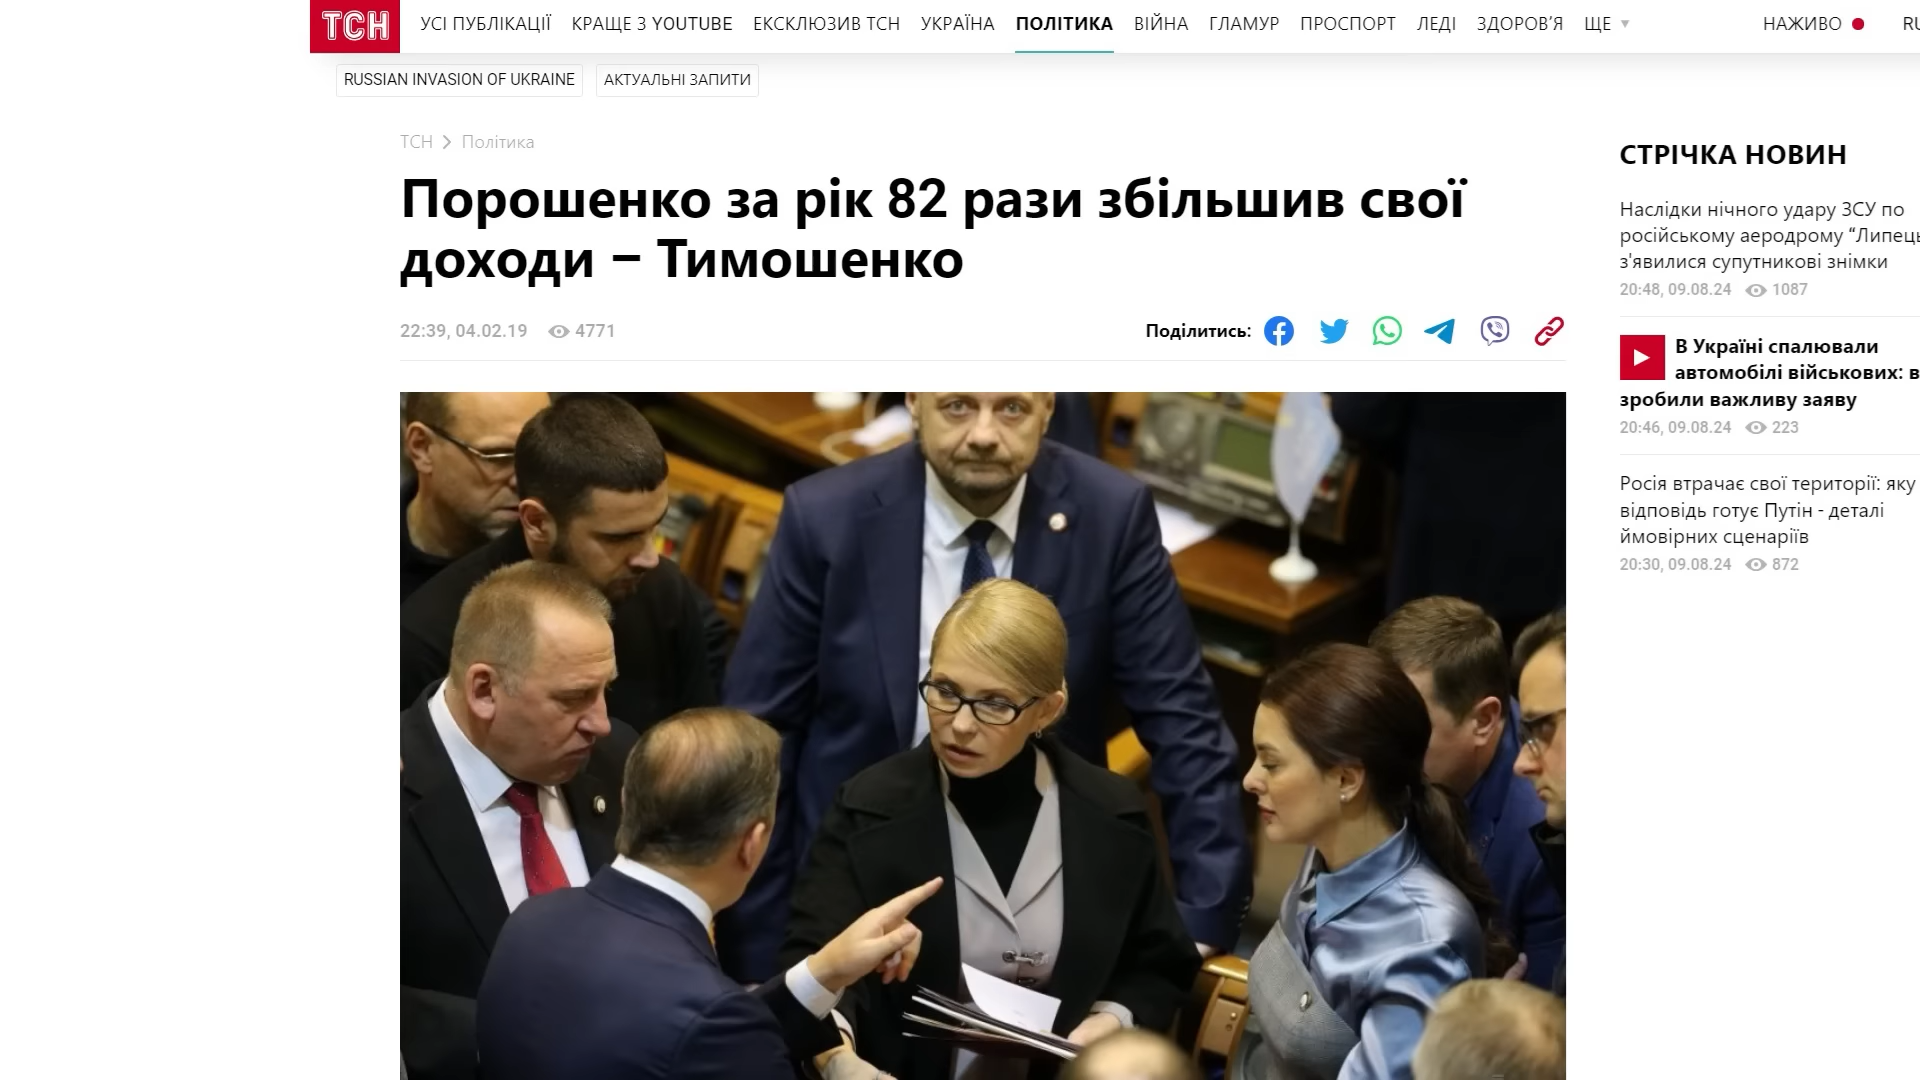 ТСН
УСІ ПУБЛІКАЦІЇ КРАЩЕ З YOUTUBE ЕКСКЛЮЗИВ ТСН УКРАЇНА ПОЛІТИКА ВІЙНА ГЛАМУР ПРОСПОРТ ЛЕДІ ЗДОРОВ’Я ЩЕ НАЖИВО RU
RUSSIAN INVASION OF UKRAINE АКТУАЛЬНІ ЗАПИТИ
ТСН Політика
Порошенко за рік 82 рази збільшив свої
доходи – Тимошенко
22:39, 04.02.19 4771
Поділитись:
СТРІЧКА НОВИН
Наслідки нічного удару ЗСУ по
російському аеродрому “Липець
з'явилися супутникові знімки
20:48, 09.08.24 1087
В Україні спалювали
автомобілі військових: в
зробили важливу заяву
20:46, 09.08.24 223
Росія втрачає свої території: яку
відповідь готує Путін - деталі
ймовірних сценаріїв
20:30, 09.08.24 872